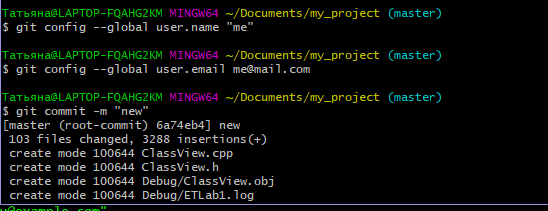 Татьяна@LAPTOP-FQAHG2KM MINGW64 ~/Documents/my_project (master)
$ git config --global user.name "me"
Татьяна@LAPTOP-FQAHG2KM MINGW64 ~/Documents/my_project (master)
$ git config --global user.email me@mail.com
Татьяна@LAPTOP-FQAHG2KM MINGW64 ~/Documents/my_project (master)
$ git commit -m "new"
[master (root-commit) 6a74eb4] new
103 files changed, 3288 insertions(+)
create mode 100644 ClassView.cpp
create mode 100644 ClassView.h
create mode 100644 Debug/ClassView.obj
create mode 100644 Debug/ETLab1.log
u@example.com"